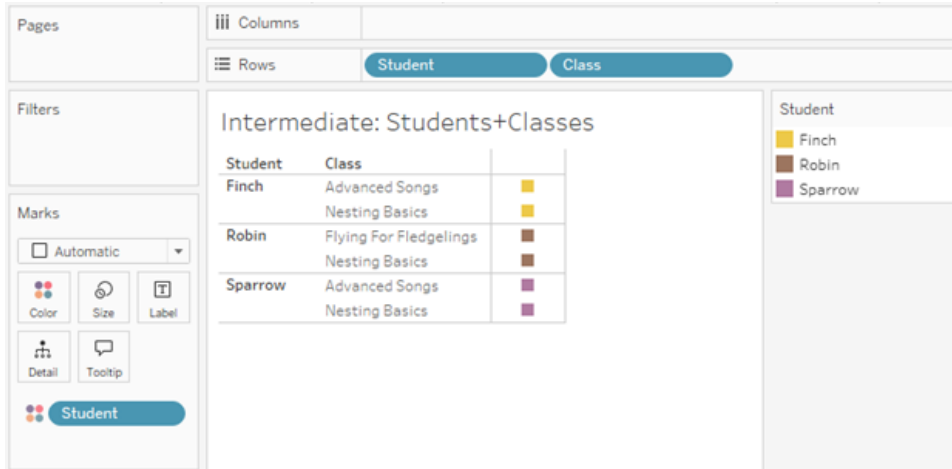 Pages
Columns
Rows
Student
Class
Filters
Marks
Automatic
Color
Size
Label
Detail
Tooltip
Student
Intermediate: Students+Classes
Student Class
Finch Advanced Songs
Nesting Basics
Robin Flying For Fledgelings
Nesting Basics
Sparrow Advanced Songs
Nesting Basics
Student
Finch
Robin
Sparrow